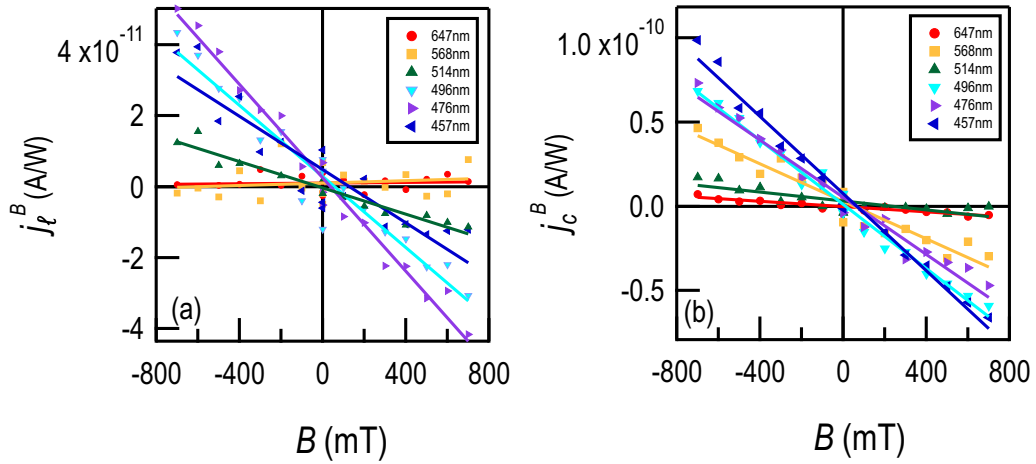 4 x10⁻¹¹
2
0
-2
-4
j_ℓ^B (A/W)
647nm
568nm
514nm
496nm
476nm
457nm
(a)
-800 -400 0 400 800
B (mT)
1.0 x10⁻¹⁰
0.5
0.0
-0.5
j_c^B (A/W)
647nm
568nm
514nm
496nm
476nm
457nm
(b)
-800 -400 0 400 800
B (mT)